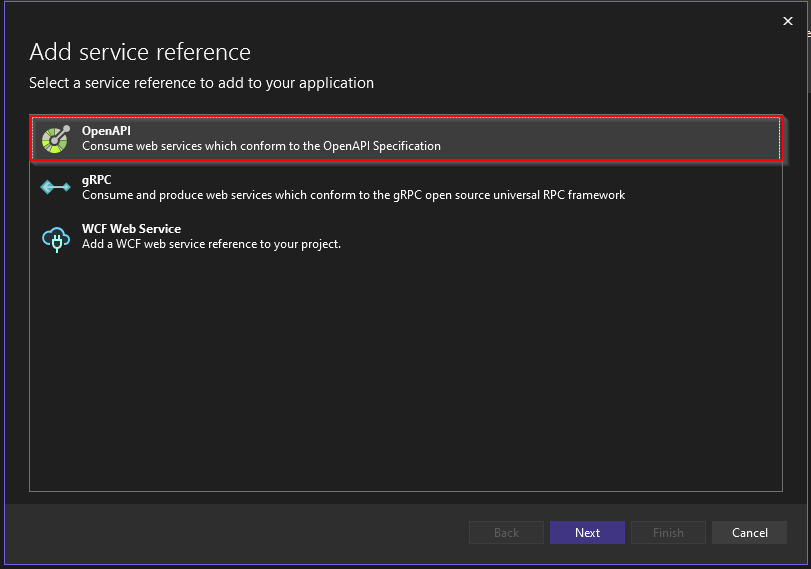 Add service reference
Select a service reference to add to your application
OpenAPI
Consume web services which conform to the OpenAPI Specification
gRPC
Consume and produce web services which conform to the gRPC open source universal RPC framework
WCF Web Service
Add a WCF web service reference to your project.
Back Next Finish Cancel